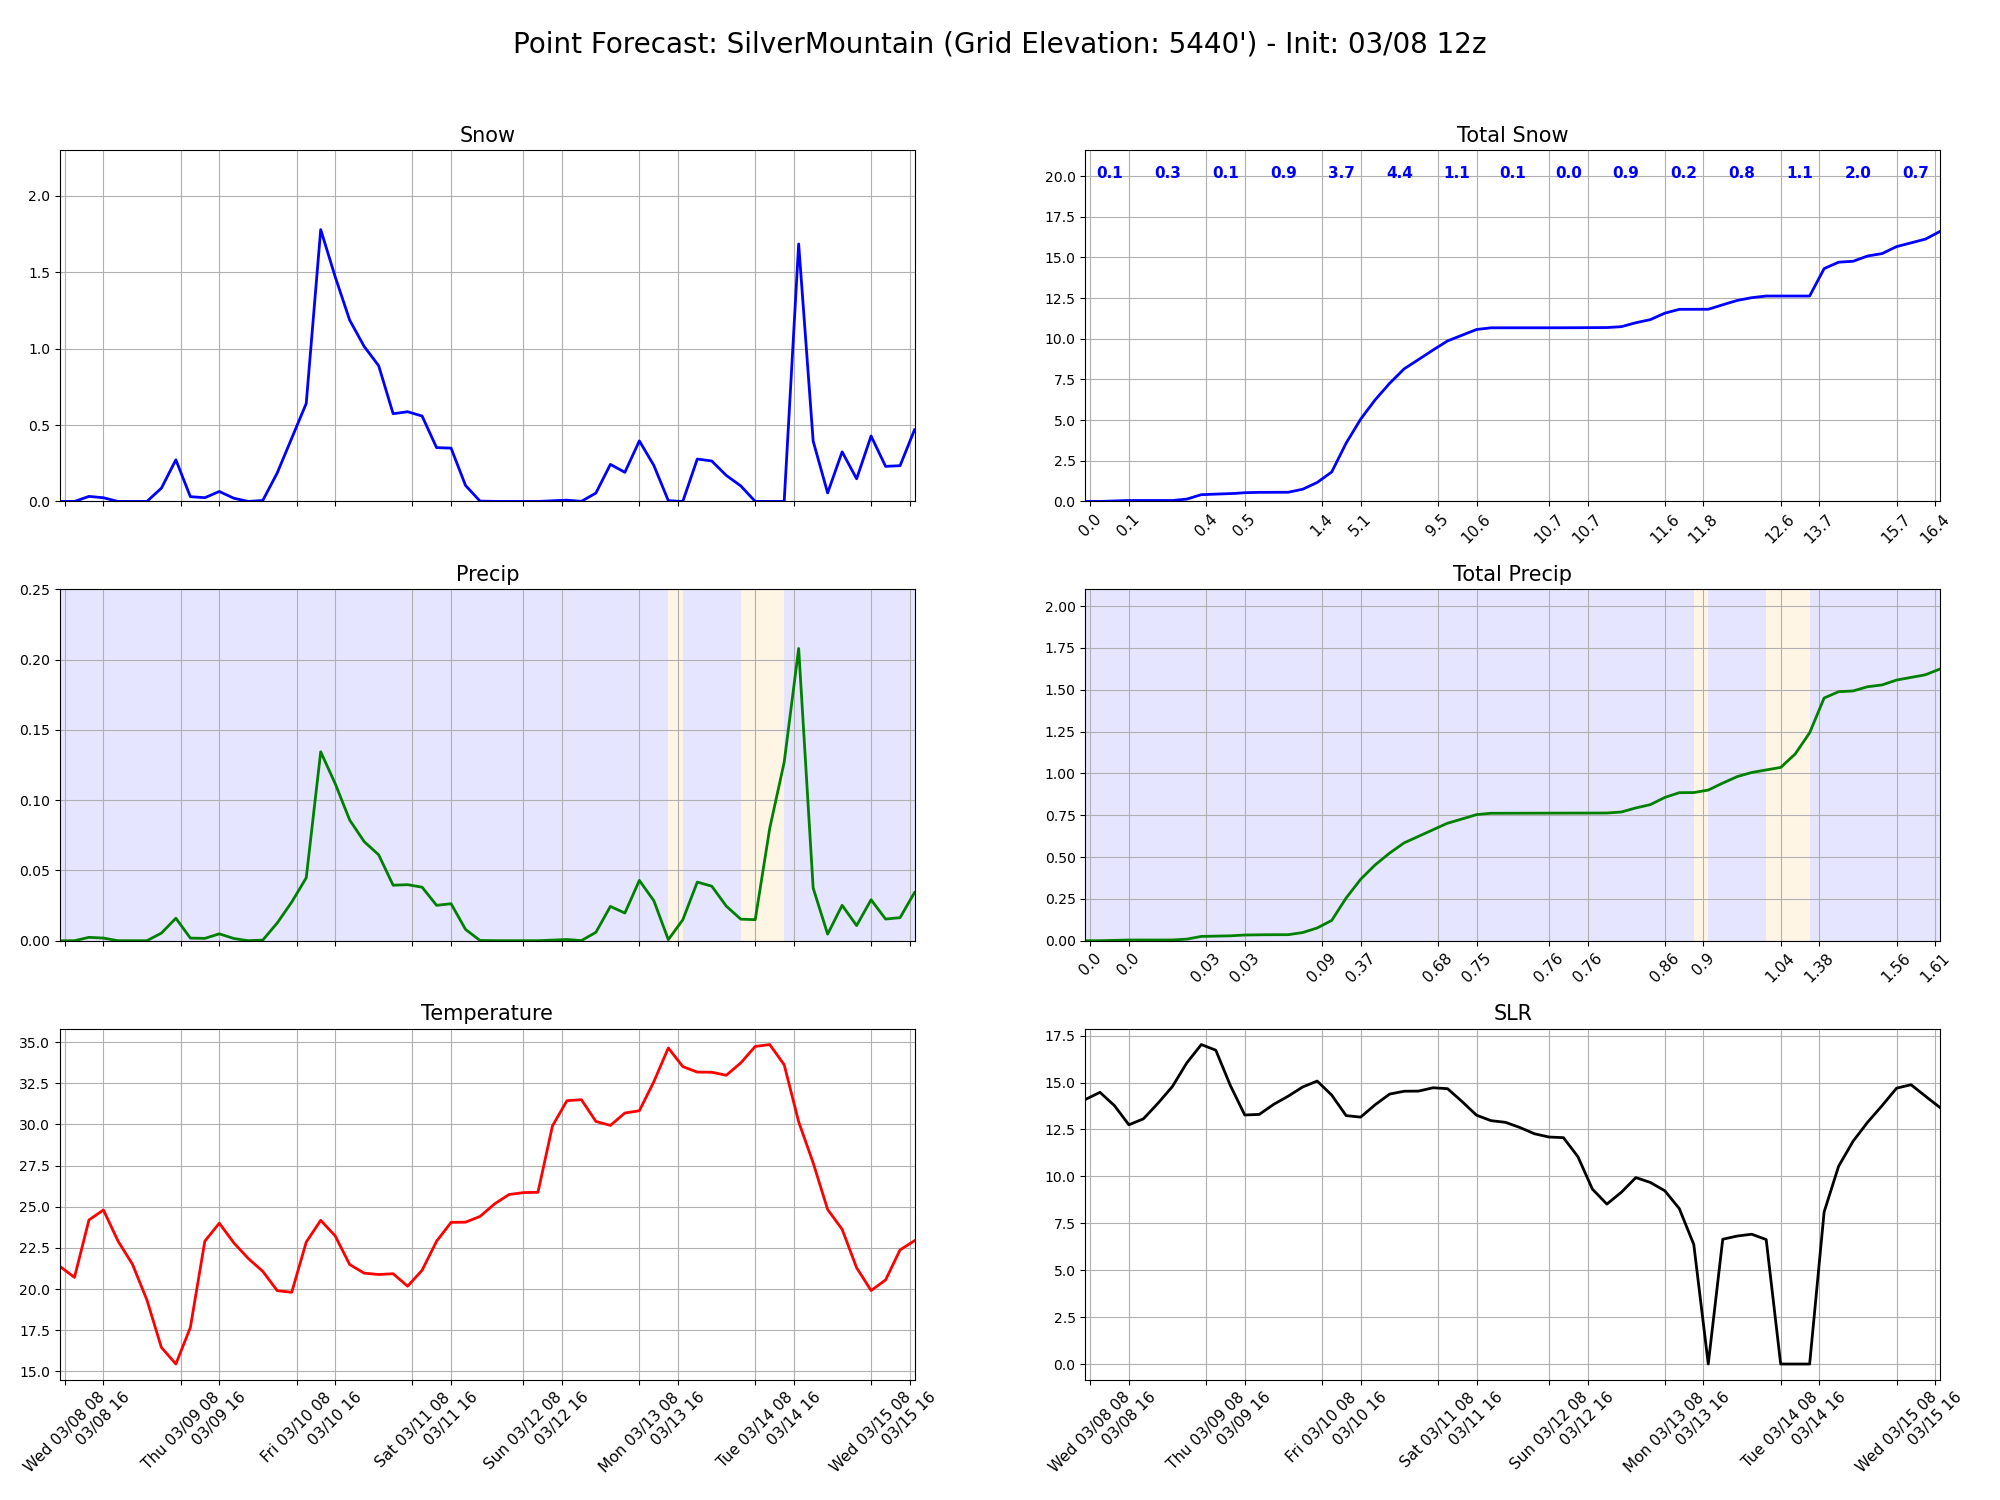 Point Forecast: SilverMountain (Grid Elevation: 5440') - Init: 03/08 12z
Snow
2.0
1.5
1.0
0.5
0.0
Total Snow
0.1 0.3 0.1 0.9 3.7 4.4 1.1 0.1 0.0 0.9 0.2 0.8 1.1 2.0 0.7
20.0
17.5
15.0
12.5
10.0
7.5
5.0
2.5
0.0
0.0 0.1 0.4 0.5 1.4 5.1 9.5 10.6 10.7 10.7 11.6 11.8 12.6 13.7 15.7 16.4
Precip
0.25
0.20
0.15
0.10
0.05
0.00
Total Precip
2.00
1.75
1.50
1.25
1.00
0.75
0.50
0.25
0.00
0.0 0.0 0.03 0.03 0.09 0.37 0.68 0.75 0.76 0.76 0.86 0.9 1.04 1.38 1.56 1.61
Temperature
35.0
32.5
30.0
27.5
25.0
22.5
20.0
17.5
15.0
Wed 03/08 08
03/08 16
Thu 03/09 08
03/09 16
Fri 03/10 08
03/10 16
Sat 03/11 08
03/11 16
Sun 03/12 08
03/12 16
Mon 03/13 08
03/13 16
Tue 03/14 08
03/14 16
Wed 03/15 08
03/15 16
SLR
17.5
15.0
12.5
10.0
7.5
5.0
2.5
0.0
Wed 03/08 08
03/08 16
Thu 03/09 08
03/09 16
Fri 03/10 08
03/10 16
Sat 03/11 08
03/11 16
Sun 03/12 08
03/12 16
Mon 03/13 08
03/13 16
Tue 03/14 08
03/14 16
Wed 03/15 08
03/15 16